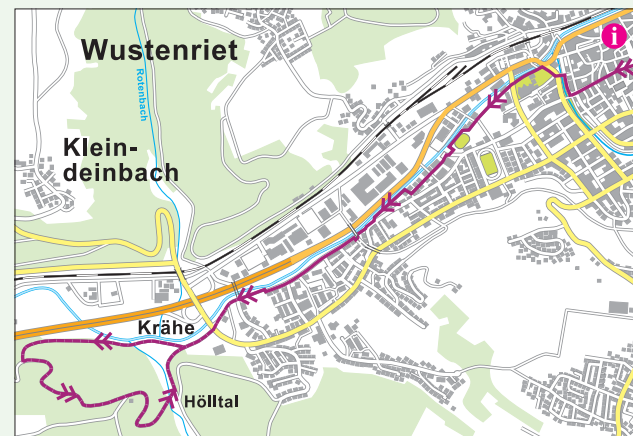 i
Wustenriet
Rotenbach
Klein-
deinbach
Krähe
Hölltal